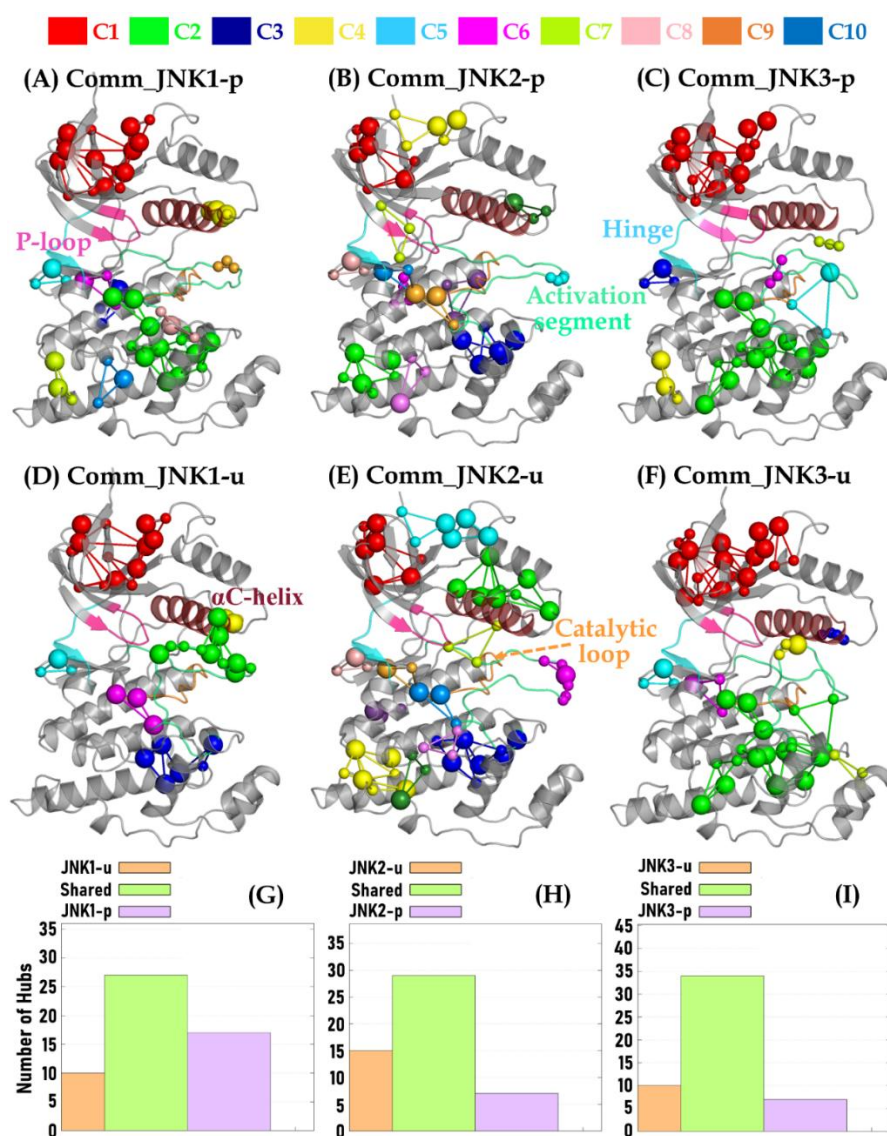 C1 C2 C3 C4 C5 C6 C7 C8 C9 C10
(A) Comm_JNK1-p (B) Comm_JNK2-p (C) Comm_JNK3-p
P-loop
Hinge
Activation
segment
(D) Comm_JNK1-u (E) Comm_JNK2-u (F) Comm_JNK3-u
αC-helix
Catalytic
loop
JNK1-u
Shared
JNK1-p
(G)
Number of Hubs
35
30
25
20
15
10
5
0
JNK2-u
Shared
JNK2-p
(H)
35
30
25
20
15
10
5
0
JNK3-u
Shared
JNK3-p
(I)
45
40
35
30
25
20
15
10
5
0